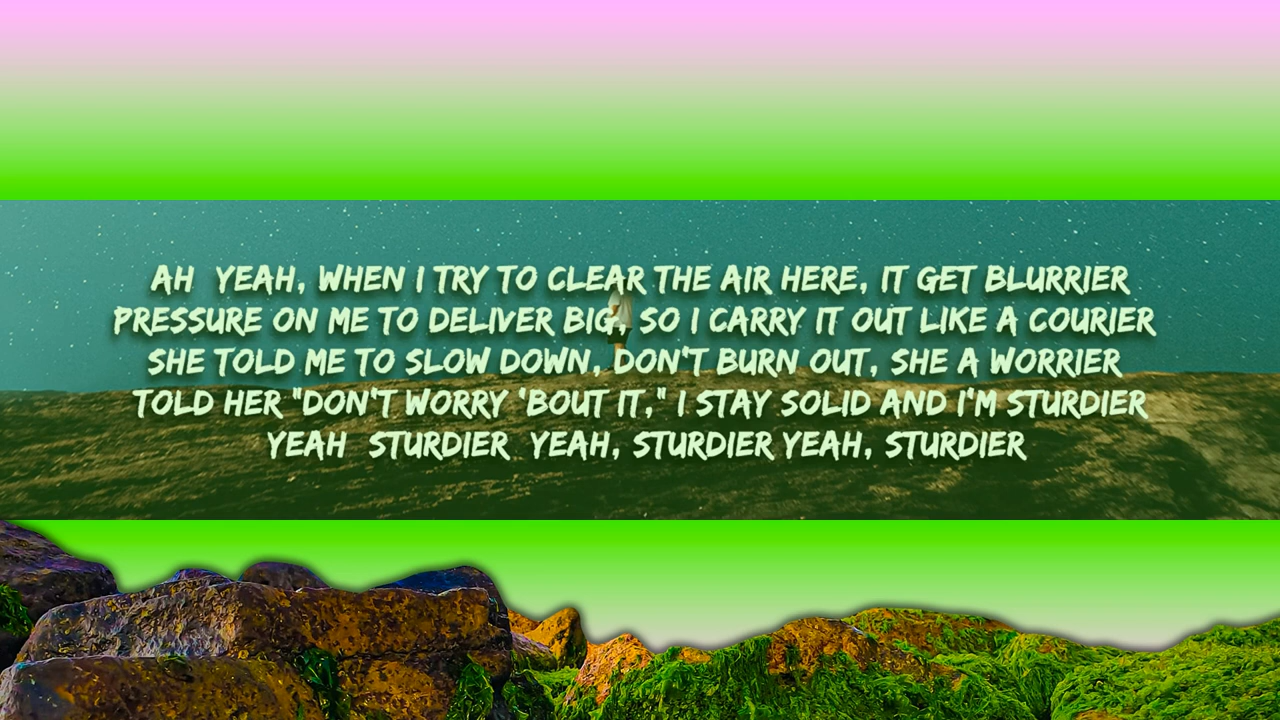 AH YEAH, WHEN I TRY TO CLEAR THE AIR HERE, IT GET BLURRIER
PRESSURE ON ME TO DELIVER BIG, SO I CARRY IT OUT LIKE A COURIER
SHE TOLD ME TO SLOW DOWN, DON'T BURN OUT, SHE A WORRIER
TOLD HER "DON'T WORRY 'BOUT IT," I STAY SOLID AND I'M STURDIER
YEAH STURDIER YEAH, STURDIER YEAH, STURDIER